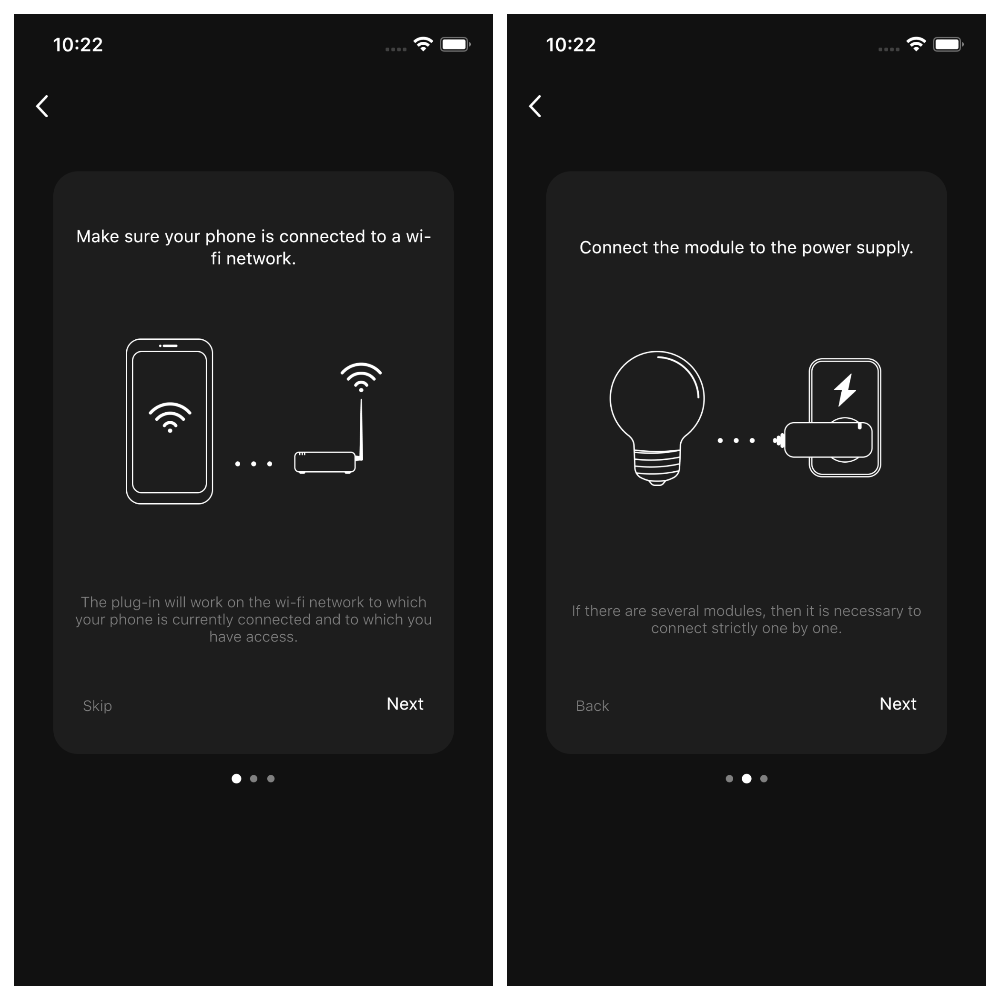 10:22
Make sure your phone is connected to a wi-
fi network.
The plug-in will work on the wi-fi network to which
your phone is currently connected and to which you
have access.
Skip
Next
10:22
Connect the module to the power supply.
If there are several modules, then it is necessary to
connect strictly one by one.
Back
Next